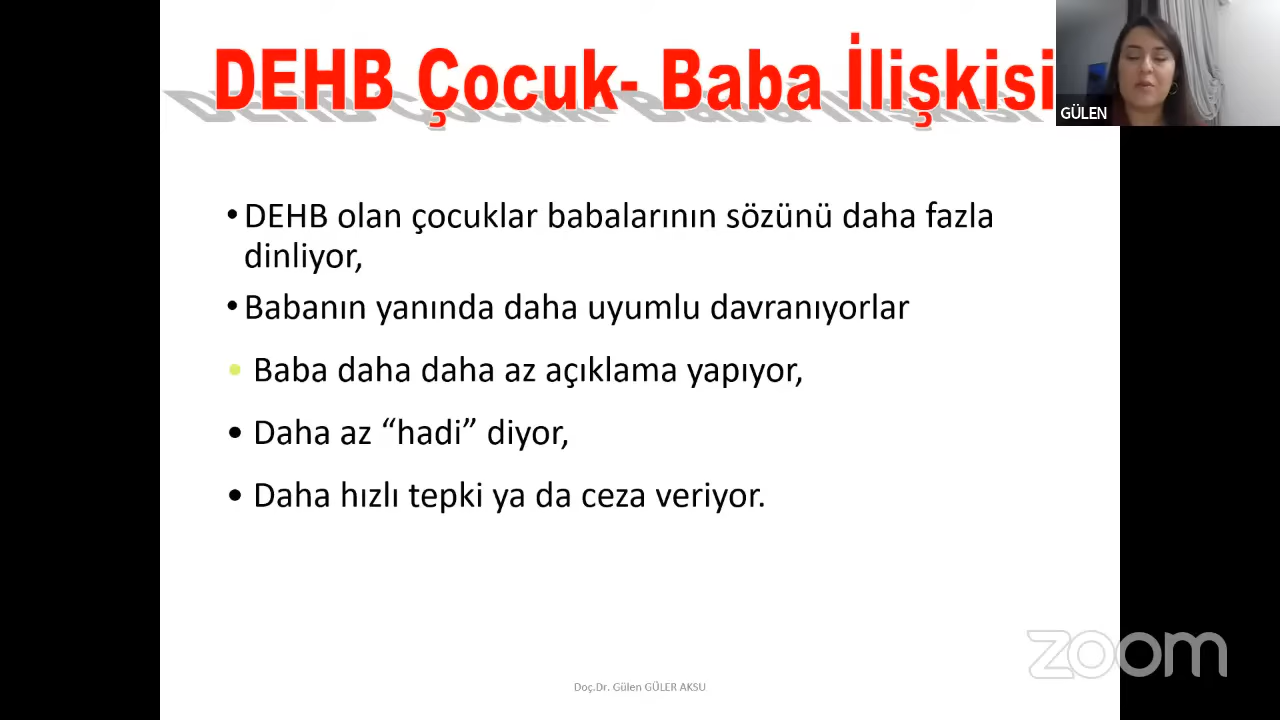 DEHB Çocuk- Baba İlişkisi
GÜLEN
•DEHB olan çocuklar babalarının sözünü daha fazla
dinliyor,
•Babanın yanında daha uyumlu davranıyorlar
• Baba daha daha az açıklama yapıyor,
• Daha az “hadi” diyor,
• Daha hızlı tepki ya da ceza veriyor.
zoom
Doç.Dr. Gülen GÜLER AKSU